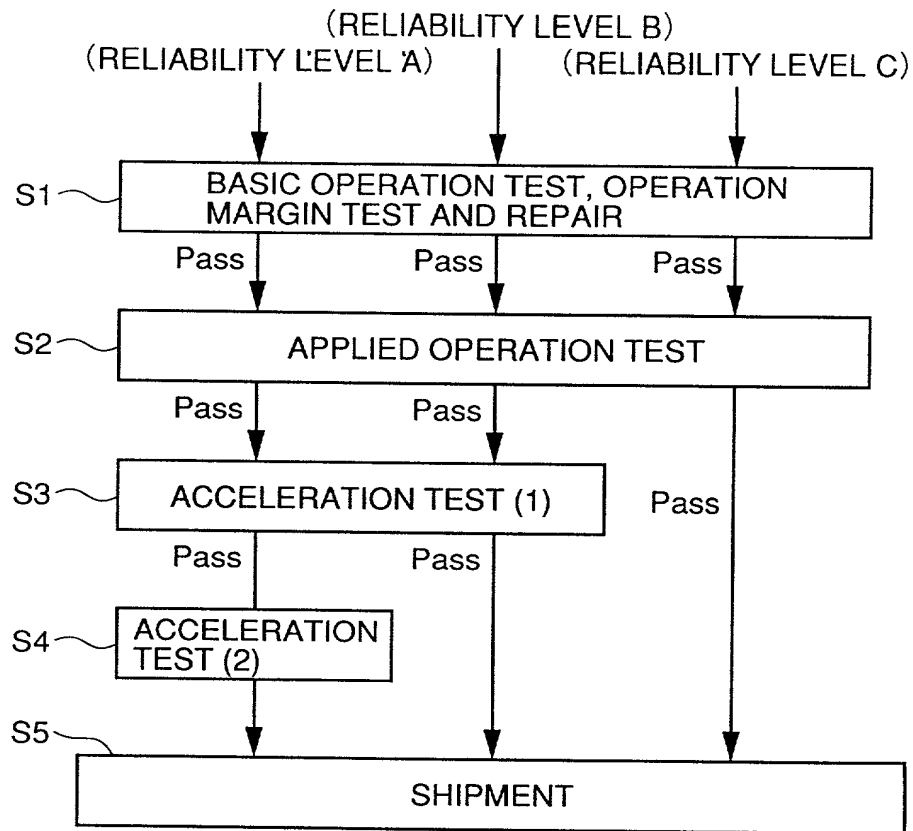 (RELIABILITY LEVEL B)
(RELIABILITY LEVEL A)
(RELIABILITY LEVEL C)
S1
BASIC OPERATION TEST, OPERATION
MARGIN TEST AND REPAIR
Pass
Pass
Pass
S2
APPLIED OPERATION TEST
Pass
Pass
S3
ACCELERATION TEST (1)
Pass
Pass
Pass
S4
ACCELERATION
TEST (2)
S5
SHIPMENT